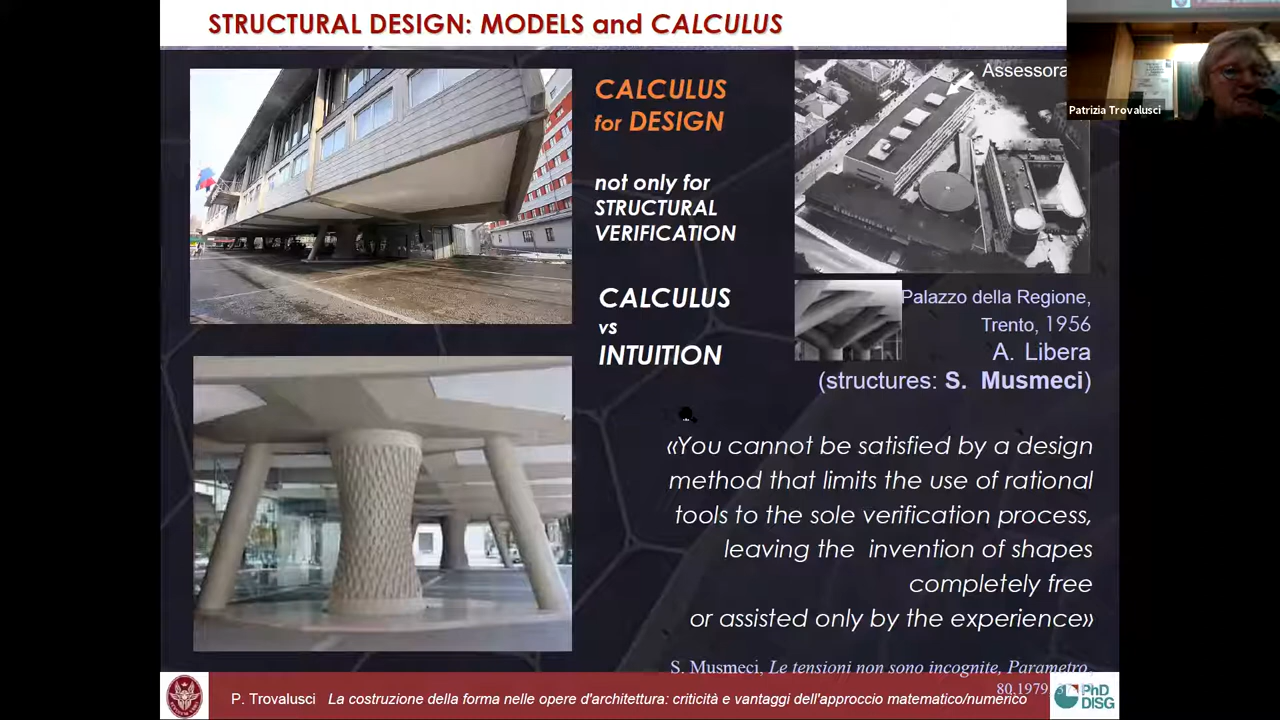 STRUCTURAL DESIGN: MODELS and CALCULUS
CALCULUS
for DESIGN
not only for
STRUCTURAL
VERIFICATION
CALCULUS
vs
INTUITION
Assessora
Patrizia Trovalusci
Palazzo della Regione,
Trento, 1956
A. Libera
(structures: S. Musmeci)
«You cannot be satisfied by a design
method that limits the use of rational
tools to the sole verification process,
leaving the invention of shapes
completely free
or assisted only by the experience»
S. Musmeci, Le tensioni non sono incognite, Parametro,
80,1979
P. Trovalusci La costruzione della forma nelle opere d'architettura: criticità e vantaggi dell'approccio matematico/numerico
PhD
DISG